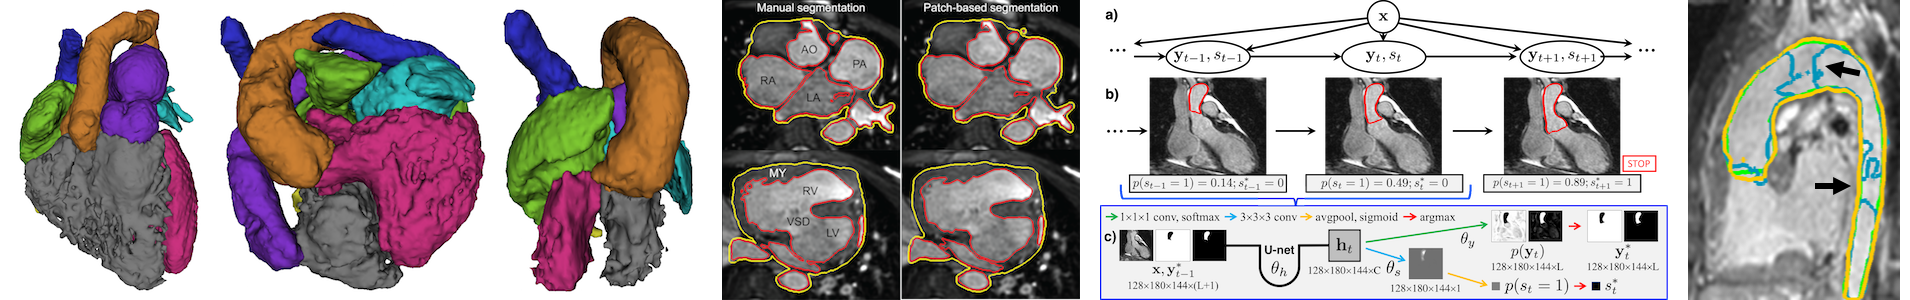 Manual segmentation
Patch-based segmentation
AO
PA
RA
LA
MY
RV
VSD
LV
a)
x
... y_{t−1}, s_{t−1} y_t, s_t y_{t+1}, s_{t+1} ...
b)
...
STOP
p(s_{t−1} = 1) = 0.14; s*_{t−1} = 0 p(s_t = 1) = 0.49; s*_t = 0 p(s_{t+1} = 1) = 0.89; s*_{t+1} = 1
1×1×1 conv, softmax 3×3×3 conv avgpool, sigmoid argmax
c)
U-net
θ_h
h_t
θ_y
θ_s
x, y*_{t−1}
128×180×144×(L+1)
128×180×144×C
p(y_t)
128×180×144×L
y*_t
128×180×144×L
128×180×144×1
p(s_t = 1) s*_t